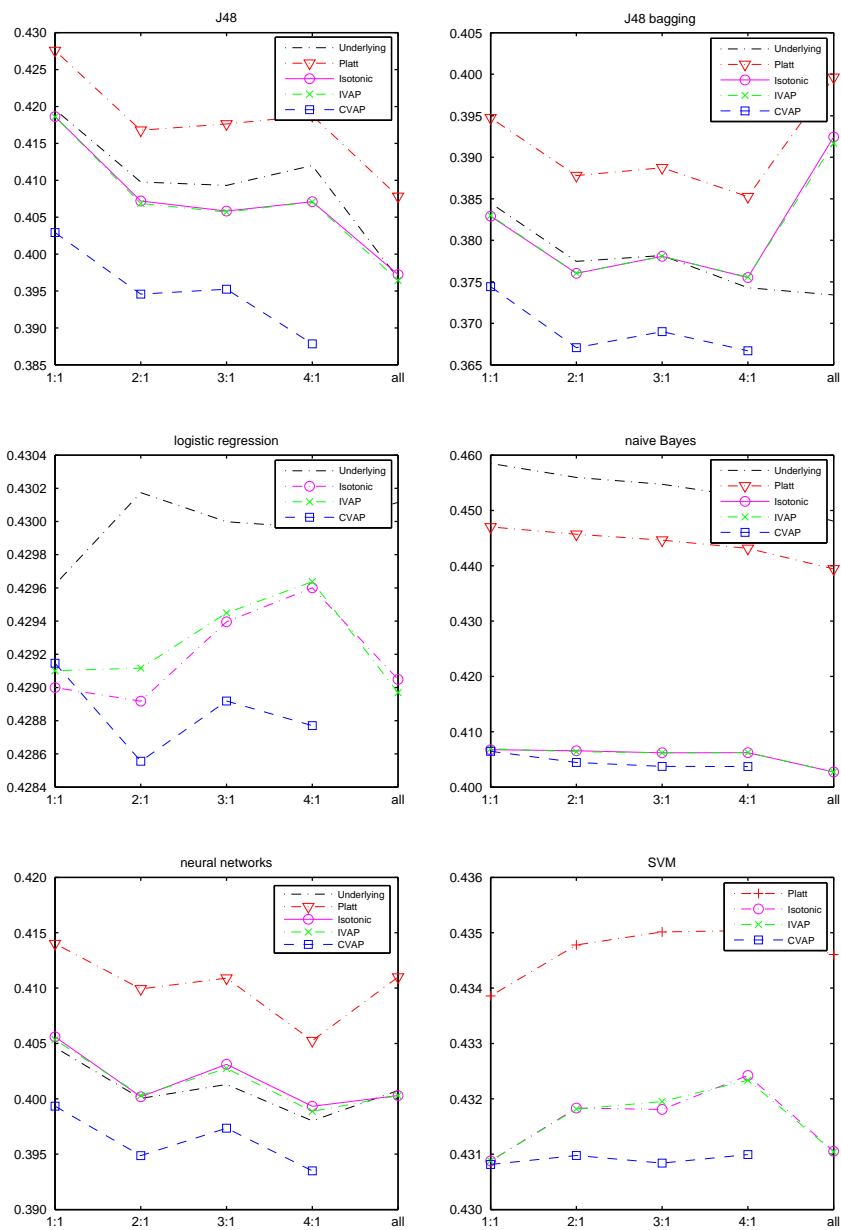 J48
0.430
0.425
0.420
0.415
0.410
0.405
0.400
0.395
0.390
0.385
1:1
2:1
3:1
4:1
all
Underlying
Platt
Isotonic
IVAP
CVAP
J48 bagging
0.405
0.400
0.395
0.390
0.385
0.380
0.375
0.370
0.365
1:1
2:1
3:1
4:1
all
Underlying
Platt
Isotonic
IVAP
CVAP
logistic regression
0.4304
0.4302
0.4300
0.4298
0.4296
0.4294
0.4292
0.4290
0.4288
0.4286
0.4284
1:1
2:1
3:1
4:1
all
Underlying
Isotonic
IVAP
CVAP
naive Bayes
0.460
0.450
0.440
0.430
0.420
0.410
0.400
1:1
2:1
3:1
4:1
all
Underlying
Platt
Isotonic
IVAP
CVAP
neural networks
0.420
0.415
0.410
0.405
0.400
0.395
0.390
1:1
2:1
3:1
4:1
all
Underlying
Platt
Isotonic
IVAP
CVAP
SVM
0.436
0.435
0.434
0.433
0.432
0.431
0.430
1:1
2:1
3:1
4:1
all
Platt
Isotonic
IVAP
CVAP